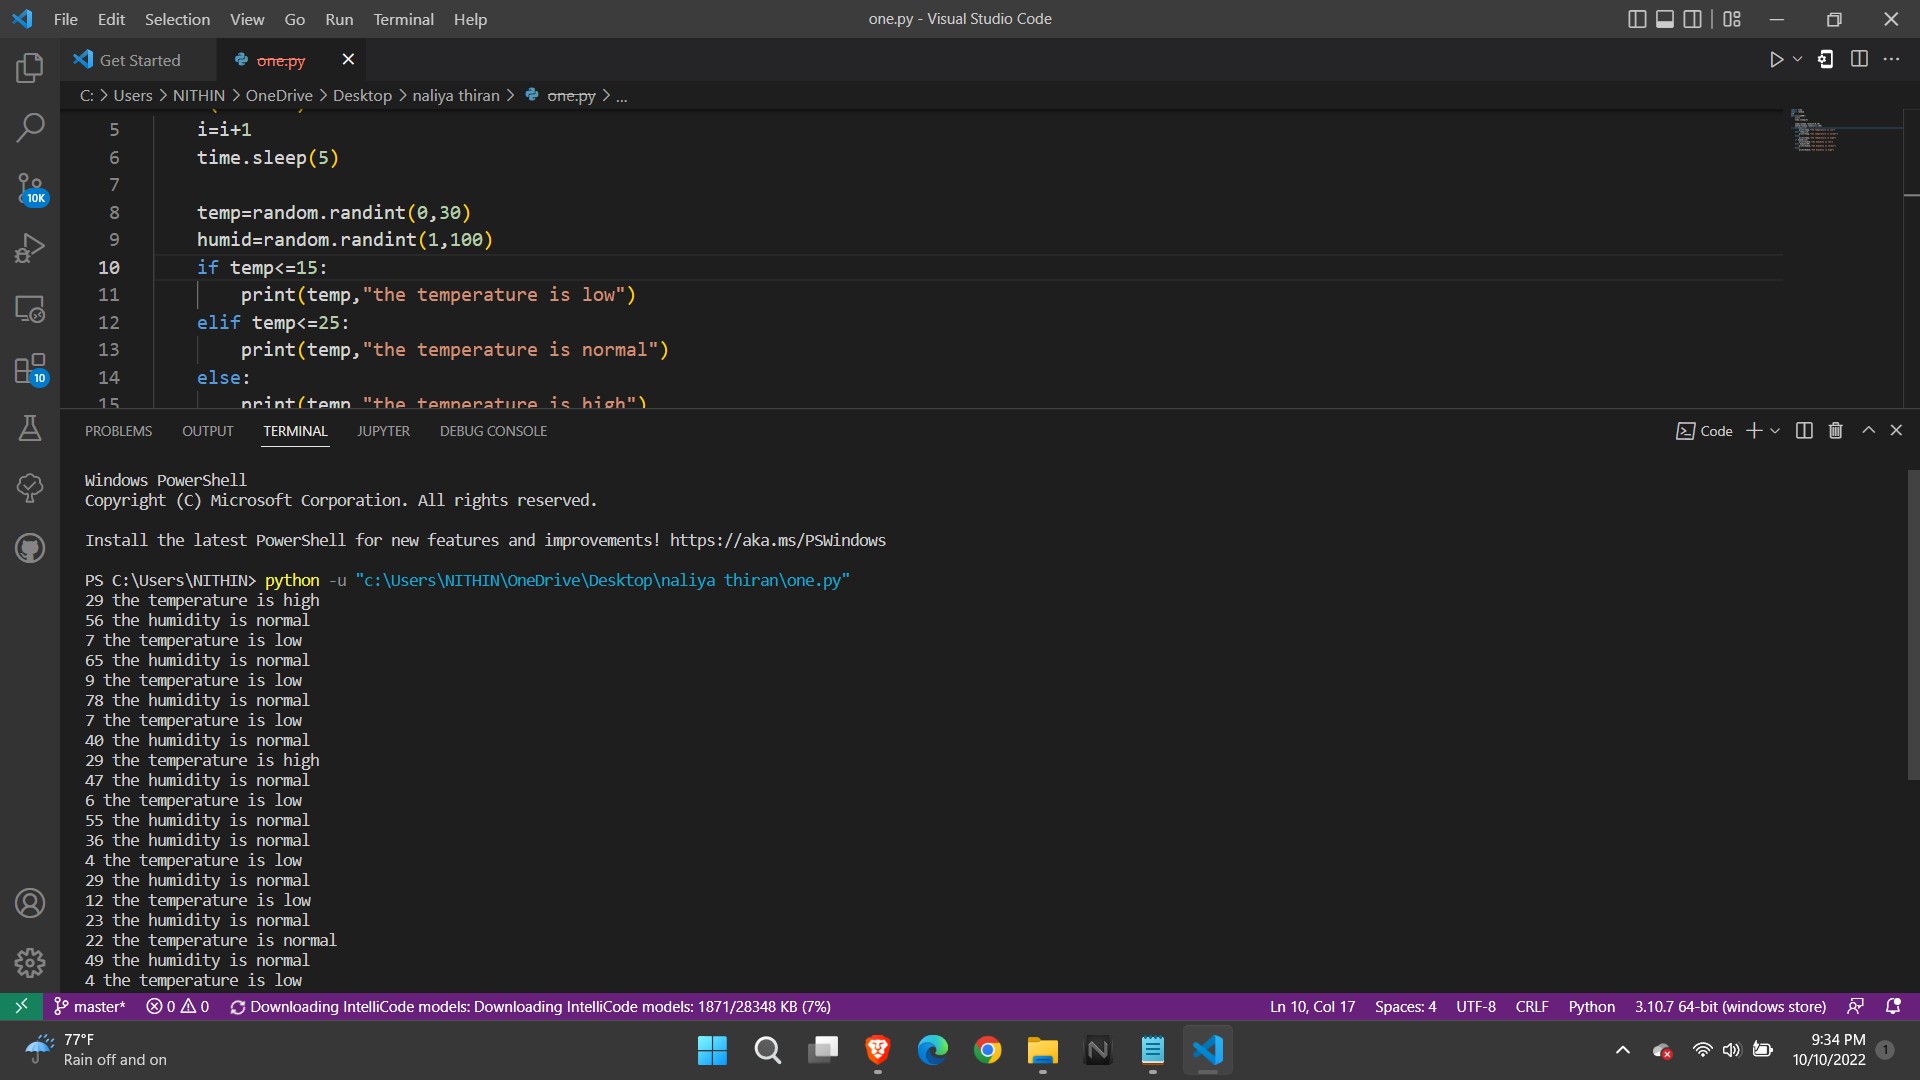 File Edit Selection View Go Run Terminal Help
one.py - Visual Studio Code
Get Started
one.py
C: > Users > NITHIN > OneDrive > Desktop > naliya thiran > one.py > ...
5 i=i+1
6 time.sleep(5)
7
8 temp=random.randint(0,30)
9 humid=random.randint(1,100)
10 if temp<=15:
11 print(temp,"the temperature is low")
12 elif temp<=25:
13 print(temp,"the temperature is normal")
14 else:
15 print(temp,"the temperature is high")
10K
10
PROBLEMS OUTPUT TERMINAL JUPYTER DEBUG CONSOLE
Code
Windows PowerShell
Copyright (C) Microsoft Corporation. All rights reserved.
Install the latest PowerShell for new features and improvements! https://aka.ms/PSWindows
PS C:\Users\NITHIN> python -u "c:\Users\NITHIN\OneDrive\Desktop\naliya thiran\one.py"
29 the temperature is high
56 the humidity is normal
7 the temperature is low
65 the humidity is normal
9 the temperature is low
78 the humidity is normal
7 the temperature is low
40 the humidity is normal
29 the temperature is high
47 the humidity is normal
6 the temperature is low
55 the humidity is normal
36 the humidity is normal
4 the temperature is low
29 the humidity is normal
12 the temperature is low
23 the humidity is normal
22 the temperature is normal
49 the humidity is normal
4 the temperature is low
master* 0 0 Downloading IntelliCode models: Downloading IntelliCode models: 1871/28348 KB (7%)
Ln 10, Col 17 Spaces: 4 UTF-8 CRLF Python 3.10.7 64-bit (windows store)
77°F
Rain off and on
9:34 PM
10/10/2022
1